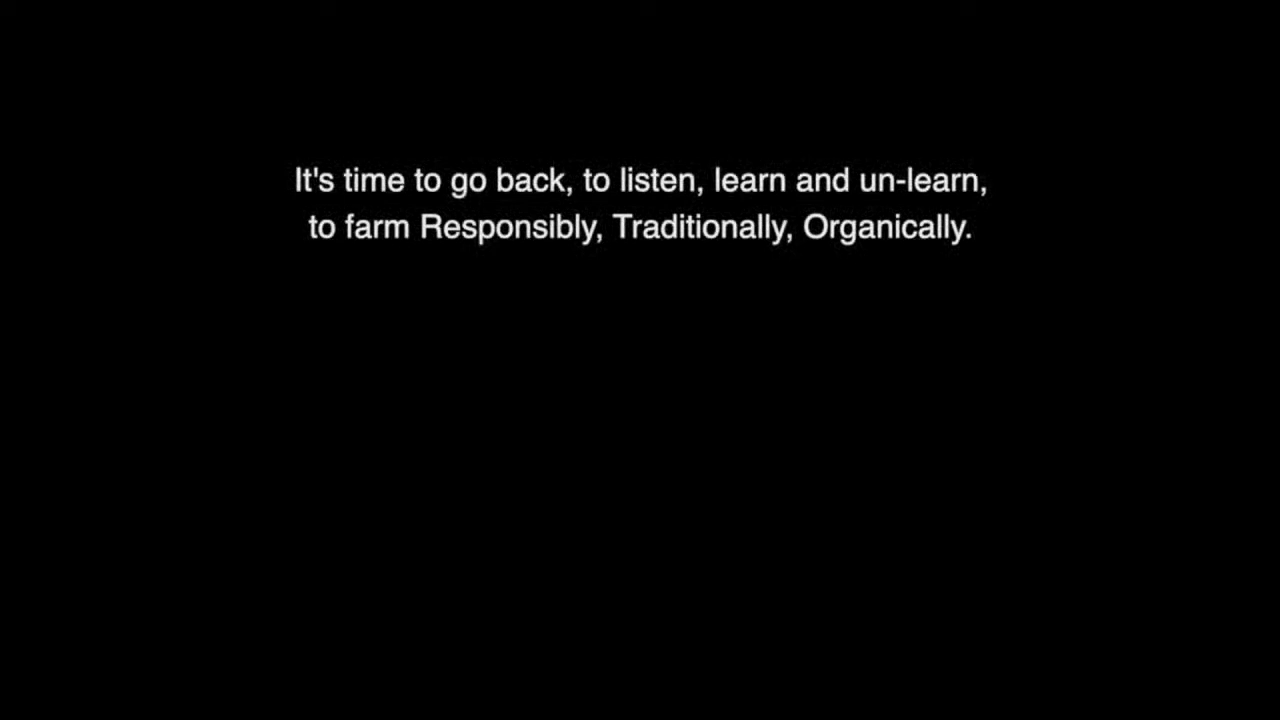 It's time to go back, to listen, learn and un-learn,
to farm Responsibly, Traditionally, Organically.